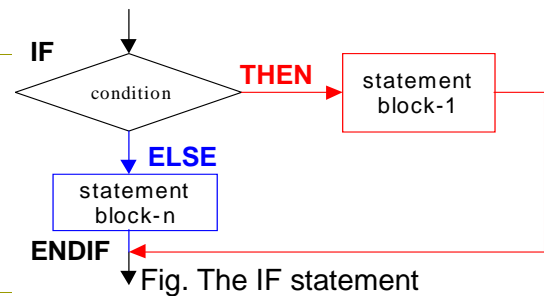 IF
condition
THEN
statement
block-1
ELSE
statement
block-n
ENDIF
Fig. The IF statement